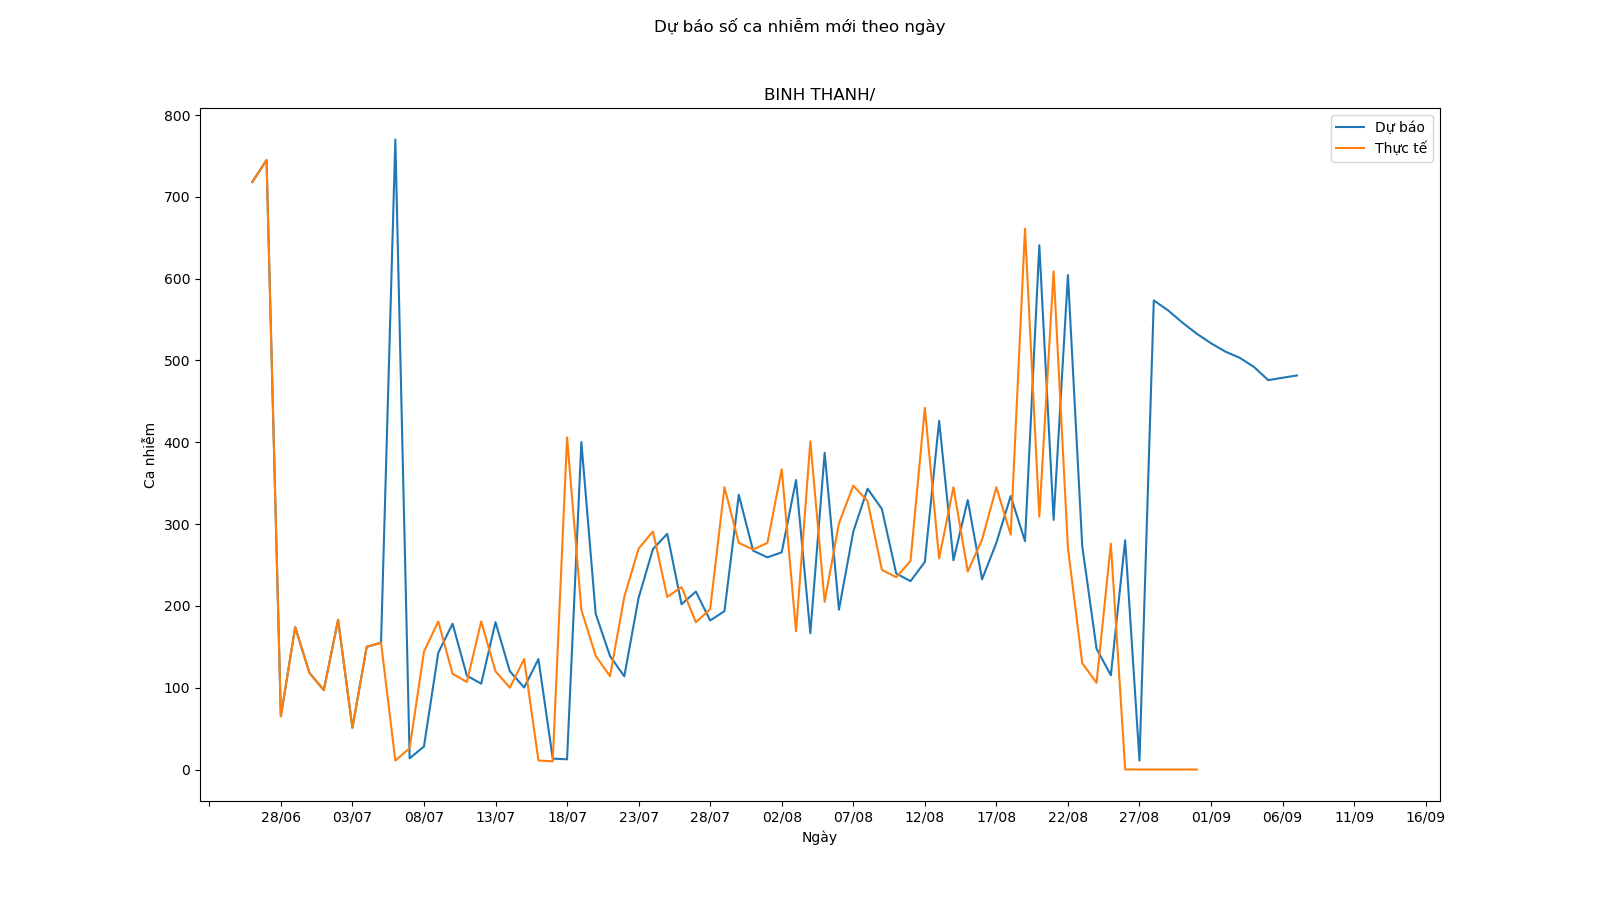 Dự báo số ca nhiễm mới theo ngày
BINH THANH/
Dự báo
Thực tế
800
700
600
500
400
300
200
100
0
Ca nhiễm
28/06 03/07 08/07 13/07 18/07 23/07 28/07 02/08 07/08 12/08 17/08 22/08 27/08 01/09 06/09 11/09 16/09
Ngày